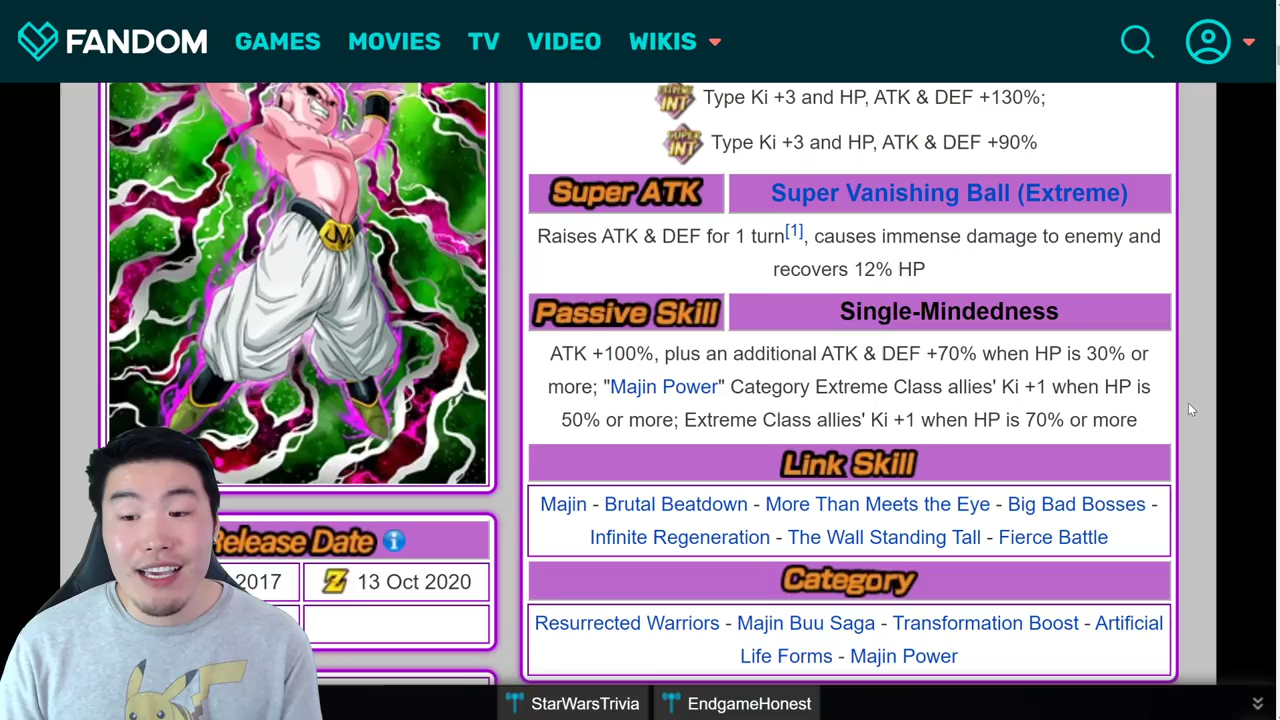 FANDOM GAMES MOVIES TV VIDEO WIKIS
EXTREME INT Type Ki +3 and HP, ATK & DEF +130%;
SUPER INT Type Ki +3 and HP, ATK & DEF +90%
Super ATK Super Vanishing Ball (Extreme)
Raises ATK & DEF for 1 turn[1], causes immense damage to enemy and
recovers 12% HP
Passive Skill Single-Mindedness
ATK +100%, plus an additional ATK & DEF +70% when HP is 30% or
more; "Majin Power" Category Extreme Class allies' Ki +1 when HP is
50% or more; Extreme Class allies' Ki +1 when HP is 70% or more
Link Skill
Majin - Brutal Beatdown - More Than Meets the Eye - Big Bad Bosses -
Infinite Regeneration - The Wall Standing Tall - Fierce Battle
Category
Resurrected Warriors - Majin Buu Saga - Transformation Boost - Artificial
Life Forms - Majin Power
Release Date i
2017 Z 13 Oct 2020
StarWarsTrivia EndgameHonest